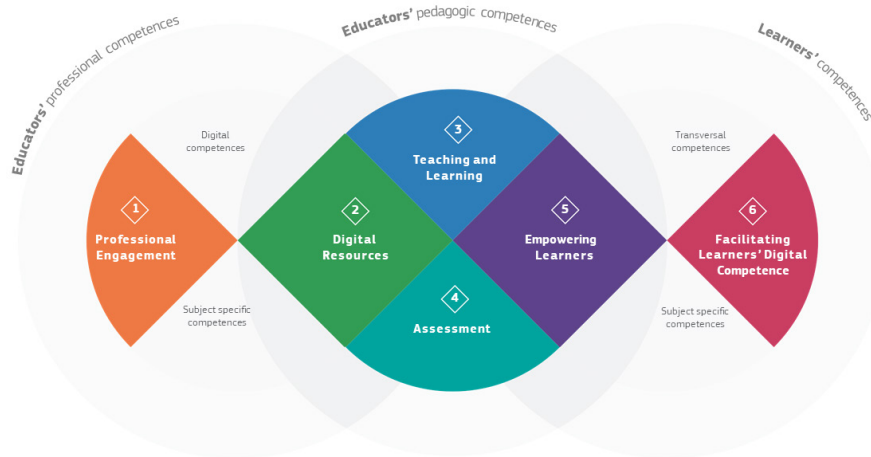 Educators' professional competences
Educators' pedagogic competences
Learners' competences
Digital
competences
Transversal
competences
3
Teaching and
Learning
1
Professional
Engagement
2
Digital
Resources
5
Empowering
Learners
6
Facilitating
Learners' Digital
Competence
4
Assessment
Subject specific
competences
Subject specific
competences